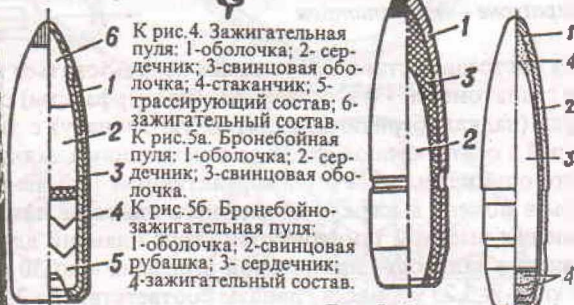 К рис.4. Зажигательная
пуля: 1-оболочка; 2- сер-
дечник; 3-свинцовая обо-
лочка; 4-стаканчик; 5-
трассирующий состав; 6-
зажигательный состав.
К рис.5а. Бронебойная
пуля: 1-оболочка; 2- сер-
дечник; 3-свинцовая обо-
лочка.
К рис.5б. Бронебойно-
зажигательная пуля:
1-оболочка; 2-свинцовая
рубашка; 3- сердечник;
4-зажигательный состав.
6
1
2
3
4
5
1
3
2
1
4
2
3
4